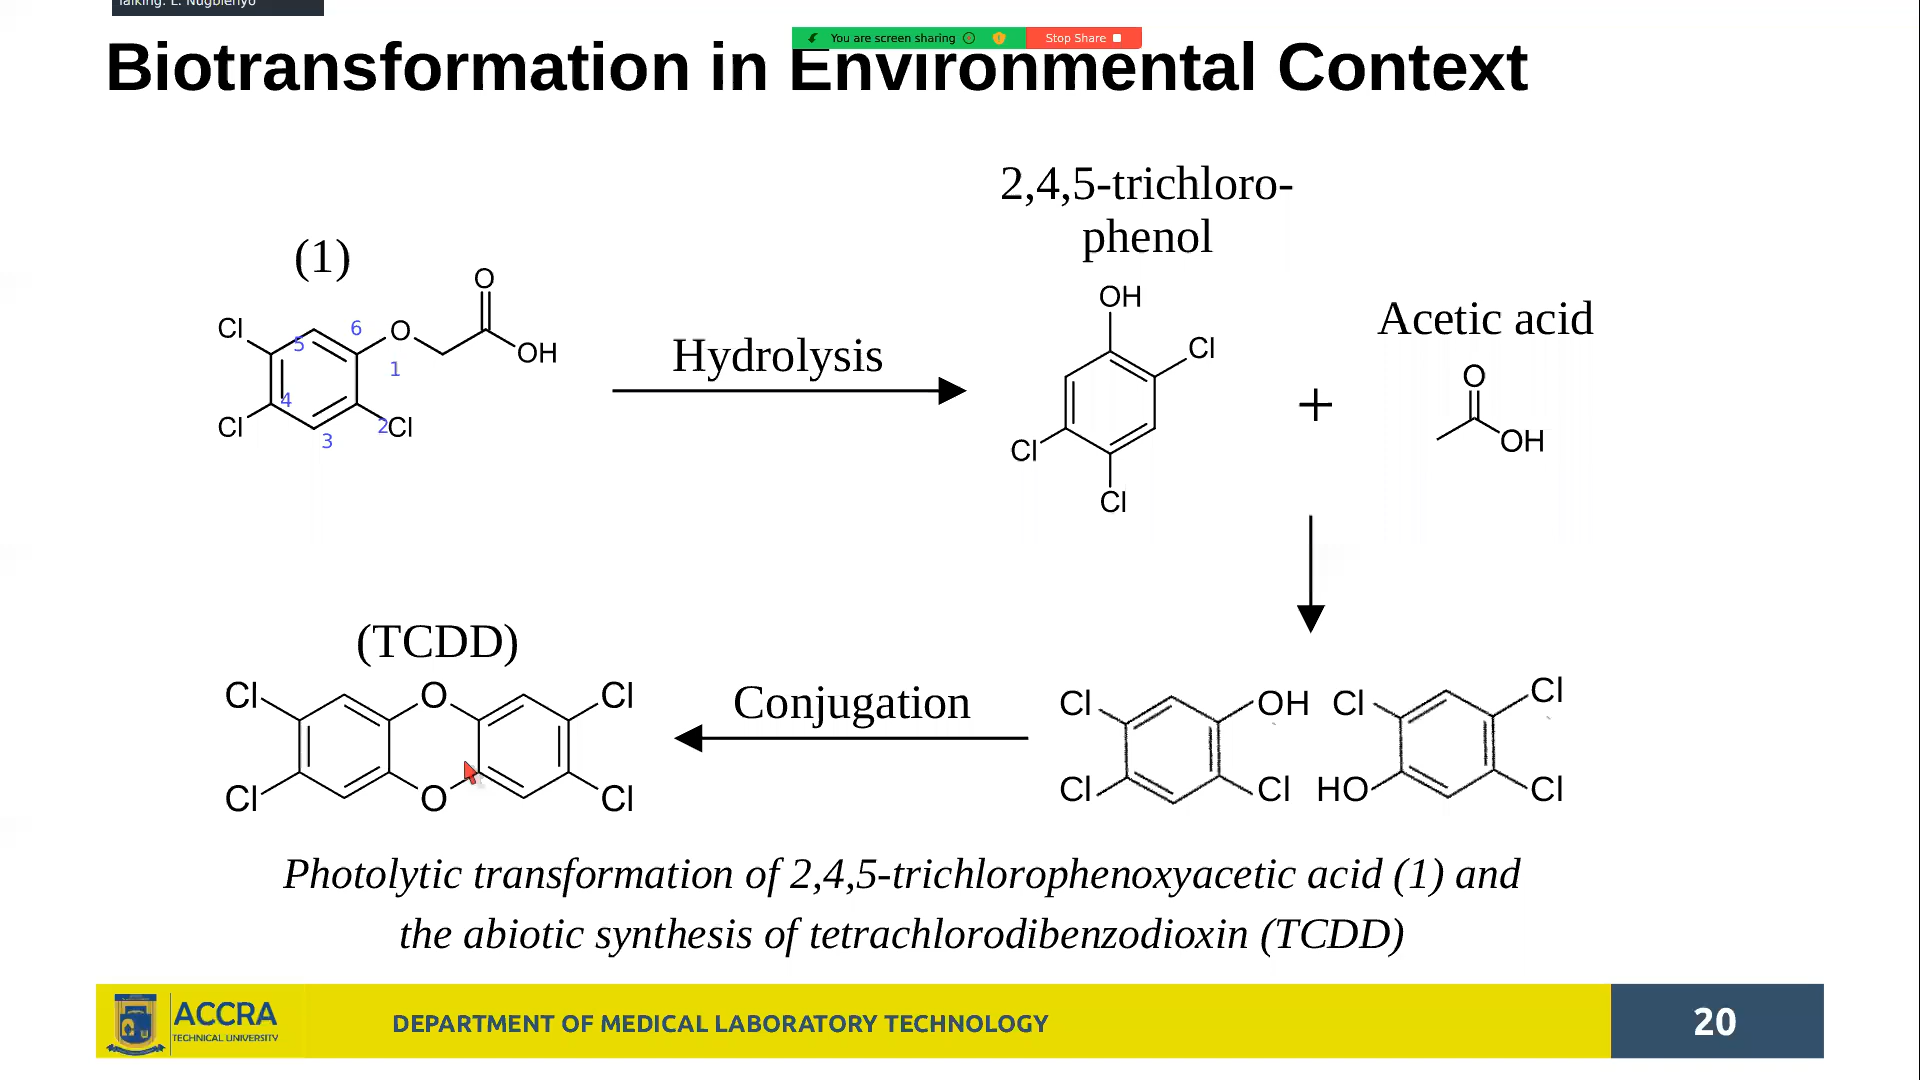 Talking: E. Nugbienyo
You are screen sharing
Stop Share
Biotransformation in Environmental Context
2,4,5-trichloro-
phenol
(1)
O
Cl
5
6
O
OH
1
4
Cl
3
2
Cl
Hydrolysis
OH
Cl
Cl
Cl
+
Acetic acid
O
OH
(TCDD)
Cl
O
Cl
Cl
O
Cl
Conjugation
Cl
OH
Cl
Cl
Cl
Cl
HO
Cl
Photolytic transformation of 2,4,5-trichlorophenoxyacetic acid (1) and
the abiotic synthesis of tetrachlorodibenzodioxin (TCDD)
ACCRA
TECHNICAL UNIVERSITY
DEPARTMENT OF MEDICAL LABORATORY TECHNOLOGY
20